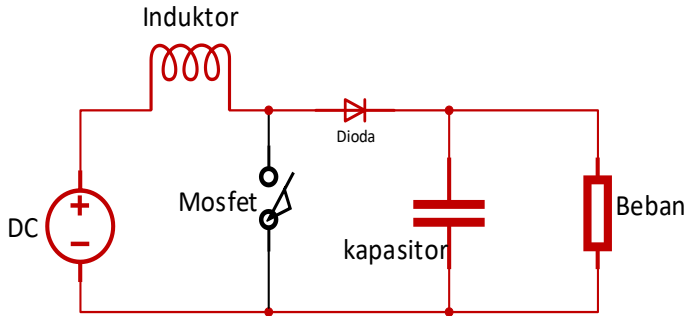 Induktor
Dioda
Mosfet
DC
+
−
kapasitor
Beban